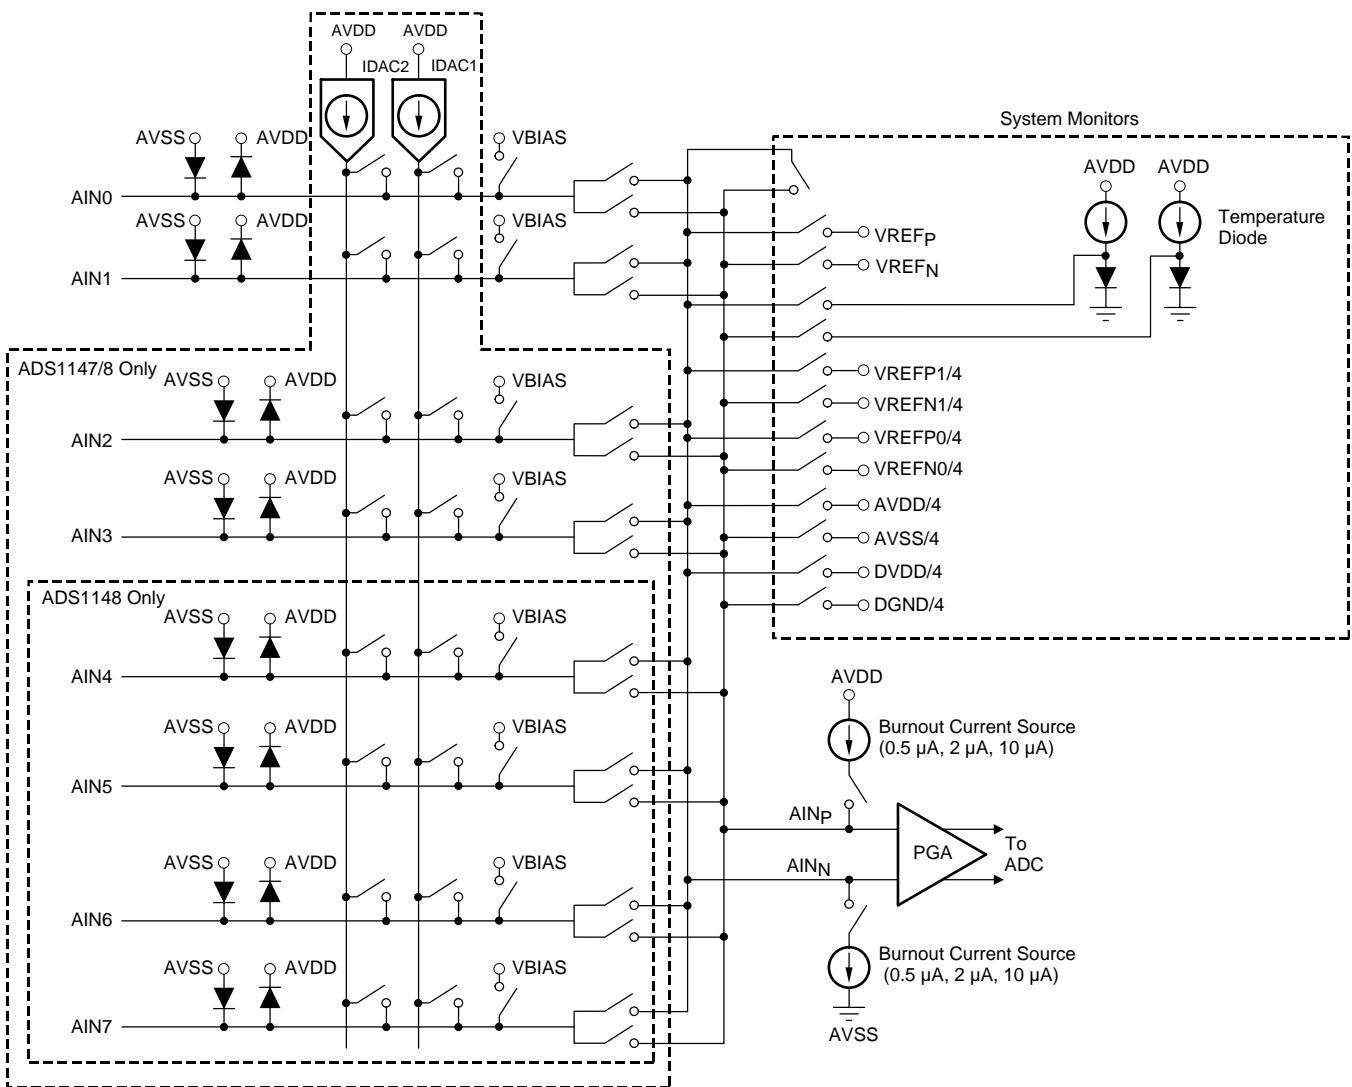 AVDD AVDD
IDAC2 IDAC1
System Monitors
AVSS AVDD VBIAS
AIN0
AVSS AVDD VBIAS
AIN1
AVDD AVDD
Temperature
Diode
VREFP
VREFN
ADS1147/8 Only
AVSS AVDD VBIAS
AIN2
AVSS AVDD VBIAS
AIN3
VREFP1/4
VREFN1/4
VREFP0/4
VREFN0/4
AVDD/4
AVSS/4
DVDD/4
DGND/4
ADS1148 Only
AVSS AVDD VBIAS
AIN4
AVSS AVDD VBIAS
AIN5
AVSS AVDD VBIAS
AIN6
AVSS AVDD VBIAS
AIN7
AVDD
Burnout Current Source
(0.5 µA, 2 µA, 10 µA)
AINP
PGA
To
ADC
AINN
Burnout Current Source
(0.5 µA, 2 µA, 10 µA)
AVSS